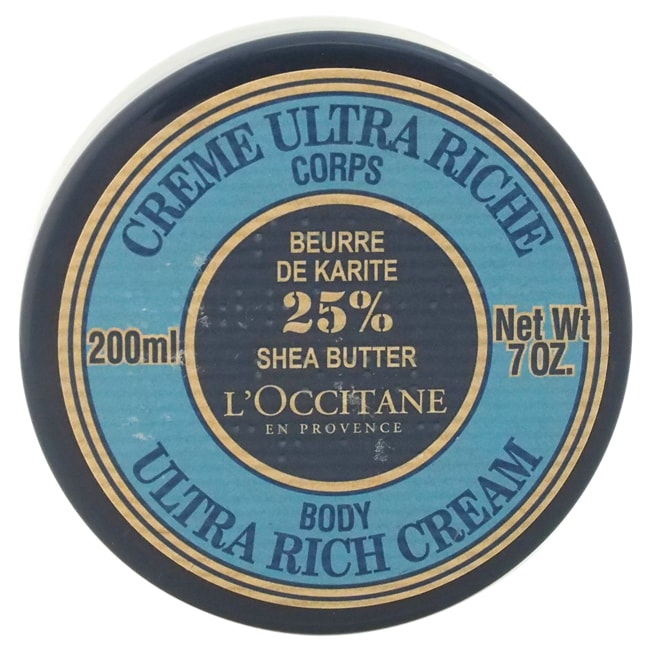 CREME ULTRA RICHE
CORPS
BEURRE
DE KARITE
25%
SHEA BUTTER
L'OCCITANE
EN PROVENCE
200ml
Net Wt
7 OZ.
BODY
ULTRA RICH CREAM